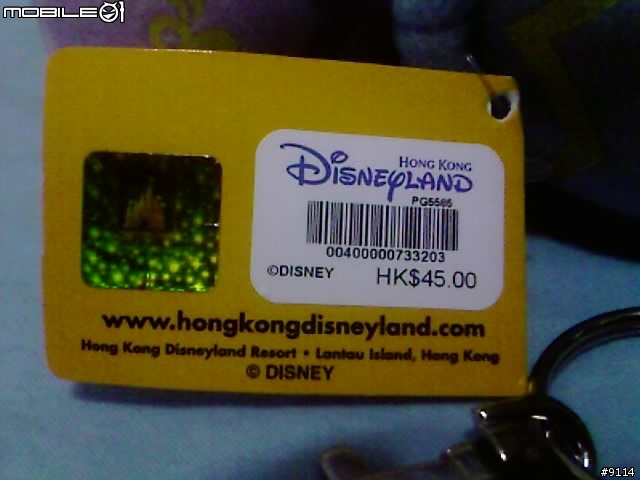 MOBILE01
HONG KONG
DISNEYLAND
PG5585
00400000733203
©DISNEY HK$45.00
www.hongkongdisneyland.com
Hong Kong Disneyland Resort • Lantau Island, Hong Kong
© DISNEY
#9114